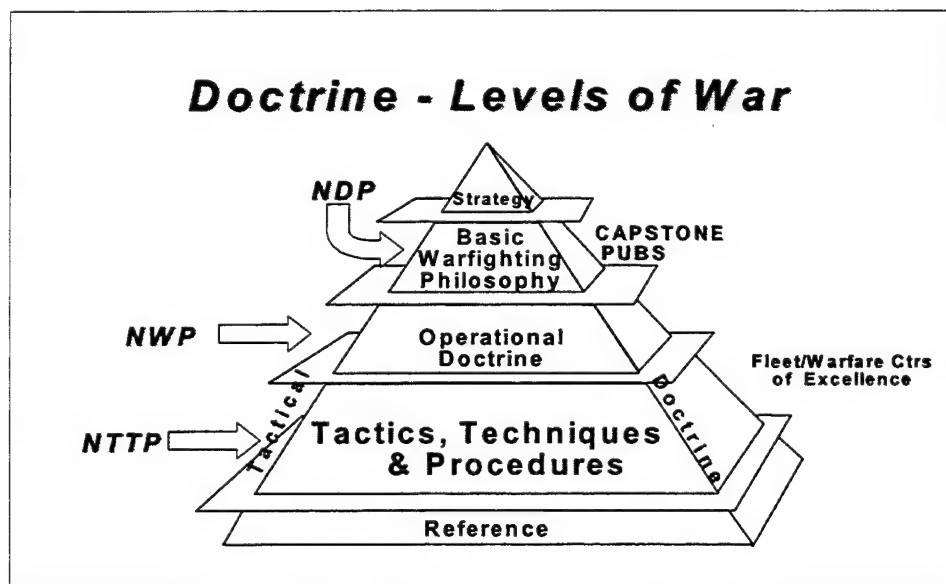 Doctrine - Levels of War
NDP
Strategy
Basic
Warfighting
Philosophy
CAPSTONE
PUBS
NWP
Operational
Doctrine
Fleet/Warfare Ctrs
of Excellence
Tactical
Doctrine
NTTP
Tactics, Techniques
& Procedures
Reference